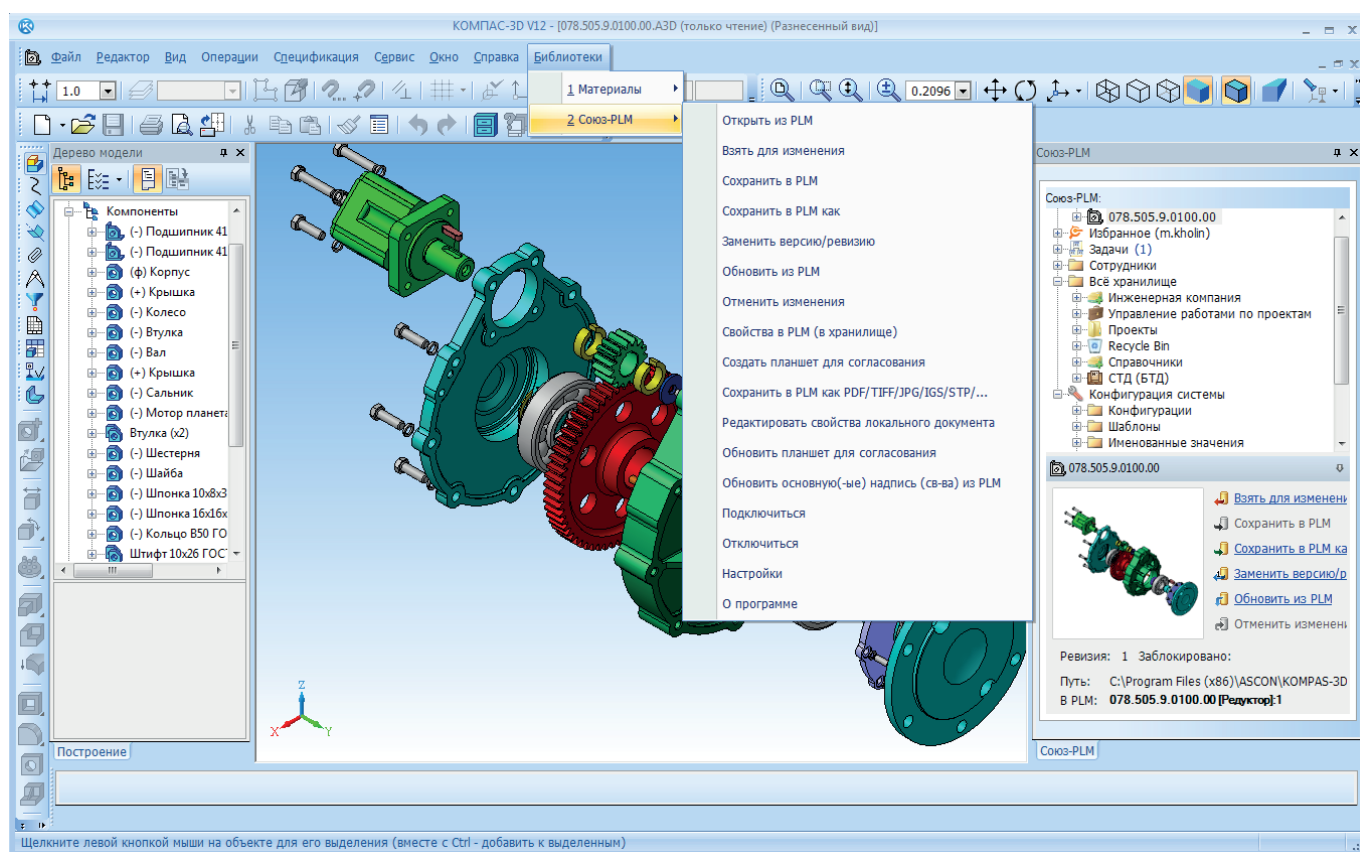 КОМПАС-3D V12 - [078.505.9.0100.00.A3D (только чтение) (Разнесенный вид)]
Файл Редактор Вид Операции Спецификация Сервис Окно Справка Библиотеки
1.0
0.2096
1 Материалы
2 Союз-PLM
Открыть из PLM
Взять для изменения
Сохранить в PLM
Сохранить в PLM как
Заменить версию/ревизию
Обновить из PLM
Отменить изменения
Свойства в PLM (в хранилище)
Создать планшет для согласования
Сохранить в PLM как PDF/TIFF/JPG/IGS/STP/...
Редактировать свойства локального документа
Обновить планшет для согласования
Обновить основную(-ые) надпись (св-ва) из PLM
Подключиться
Отключиться
Настройки
О программе
Дерево модели
Компоненты
(-) Подшипник 41
(-) Подшипник 41
(ф) Корпус
(+) Крышка
(-) Колесо
(-) Втулка
(-) Вал
(+) Крышка
(-) Сальник
(-) Мотор планета
Втулка (x2)
(-) Шестерня
(-) Шайба
(-) Шпонка 10x8x3
(-) Шпонка 16x16x
(-) Кольцо B50 ГО
Штифт 10x26 ГОС
Построение
Z
X
Y
Союз-PLM
Союз-PLM:
078.505.9.0100.00
Избранное (m.kholin)
Задачи (1)
Сотрудники
Всё хранилище
Инженерная компания
Управление работами по проектам
Проекты
Recycle Bin
Справочники
СТД (БТД)
Конфигурация системы
Конфигурации
Шаблоны
Именованные значения
078.505.9.0100.00
Взять для изменени
Сохранить в PLM
Сохранить в PLM ка
Заменить версию/р
Обновить из PLM
Отменить изменени
Ревизия: 1 Заблокировано:
Путь: C:\Program Files (x86)\ASCON\KOMPAS-3D
В PLM: 078.505.9.0100.00 [Редуктор]:1
Союз-PLM
Щелкните левой кнопкой мыши на объекте для его выделения (вместе с Ctrl - добавить к выделенным)